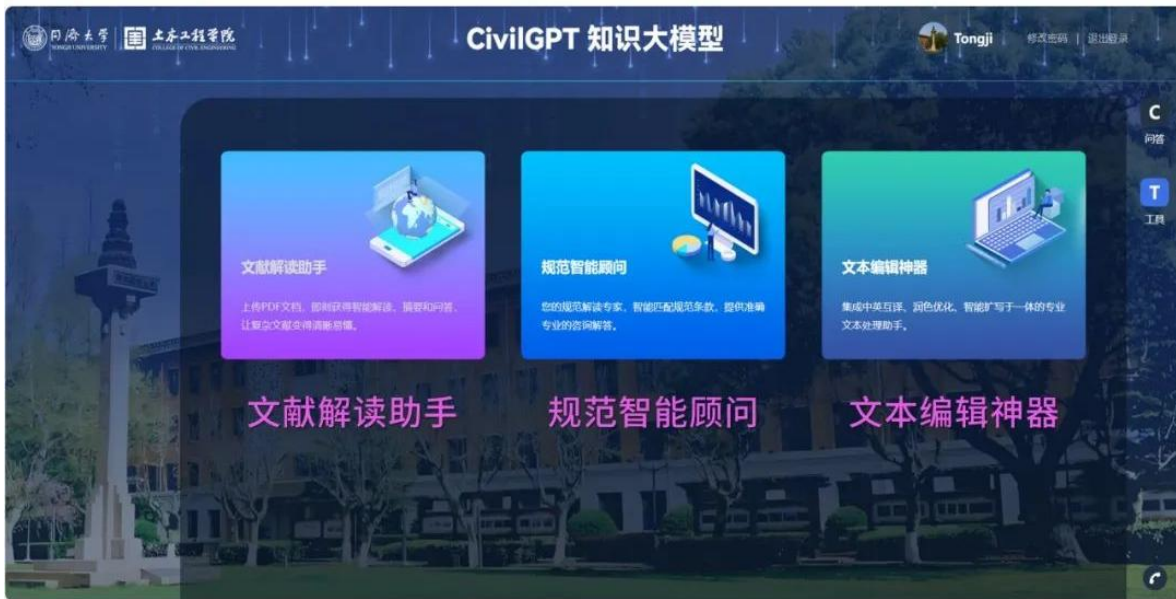 同济大学
TONGJI UNIVERSITY
土木工程学院
COLLEGE OF CIVIL ENGINEERING
CivilGPT 知识大模型
Tongji
修改密码 | 退出登录
C
问答
T
工具
文献解读助手
上传PDF文档，即刻获得智能解读、摘要和问答，
让复杂文献变得清晰易懂。
规范智能顾问
您的规范解读专家，智能匹配规范条款，提供准确
专业的咨询解答。
文本编辑神器
集成中英互译、润色优化、智能扩写于一体的专业
文本处理助手。
文献解读助手
规范智能顾问
文本编辑神器